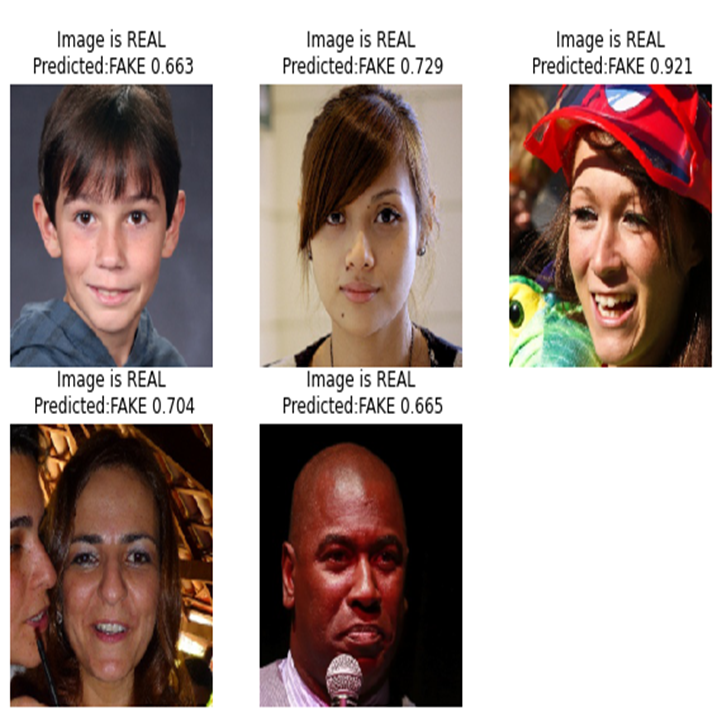 Image is REAL
Predicted:FAKE 0.663
Image is REAL
Predicted:FAKE 0.729
Image is REAL
Predicted:FAKE 0.921
Image is REAL
Predicted:FAKE 0.704
Image is REAL
Predicted:FAKE 0.665